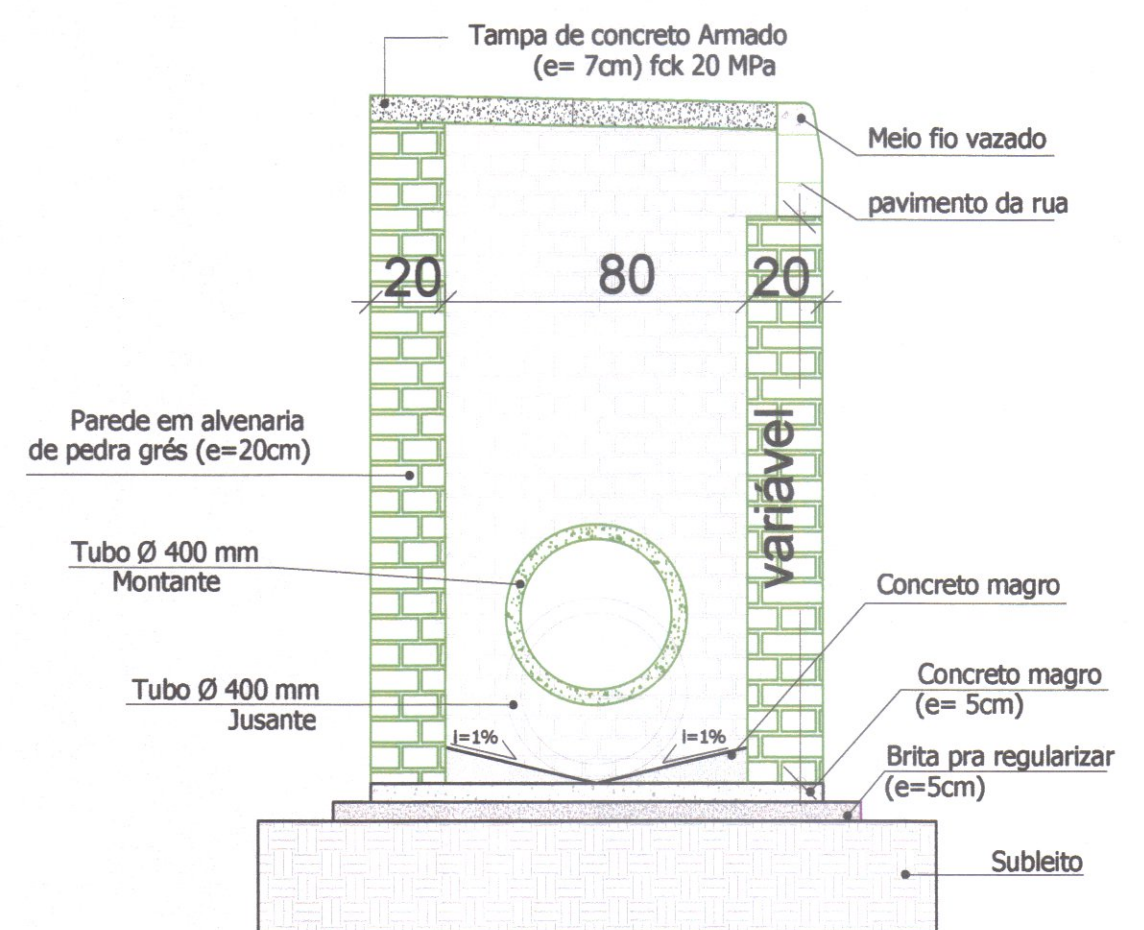 Tampa de concreto Armado
(e= 7cm) fck 20 MPa
Meio fio vazado
pavimento da rua
20
80
20
Parede em alvenaria
de pedra grés (e=20cm)
variável
Tubo Ø 400 mm
Montante
Concreto magro
Tubo Ø 400 mm
Jusante
Concreto magro
(e= 5cm)
i=1%
i=1%
Brita pra regularizar
(e=5cm)
Subleito